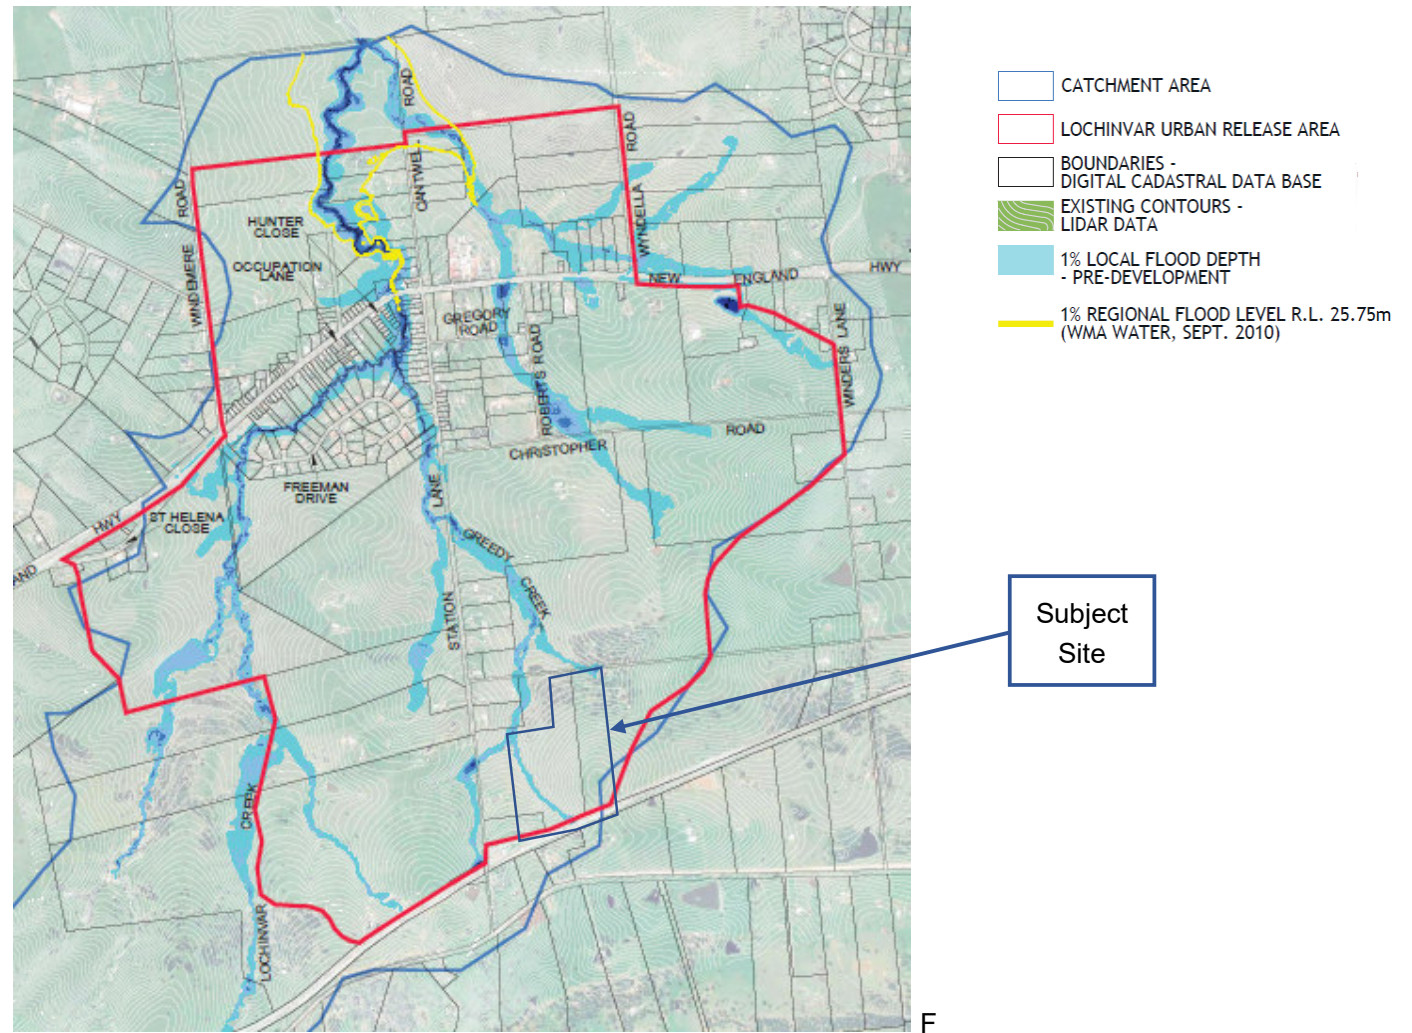 ROAD
ROAD
ROAD
CANTWEL
WYNDELLA
HUNTER
CLOSE
OCCUPATION
LANE
WINDEMERE
NEW
ENGLAND
HWY
GREGORY
ROAD
ROBERTS ROAD
WINDERS LANE
CHRISTOPHER
ROAD
FREEMAN
DRIVE
LANE
ST HELENA
CLOSE
HWY
AND
GREEDY
CREEK
STATION
CREEK
LOCHINVAR
CATCHMENT AREA
LOCHINVAR URBAN RELEASE AREA
BOUNDARIES -
DIGITAL CADASTRAL DATA BASE
EXISTING CONTOURS -
LIDAR DATA
1% LOCAL FLOOD DEPTH
- PRE-DEVELOPMENT
1% REGIONAL FLOOD LEVEL R.L. 25.75m
(WMA WATER, SEPT. 2010)
Subject
Site
F